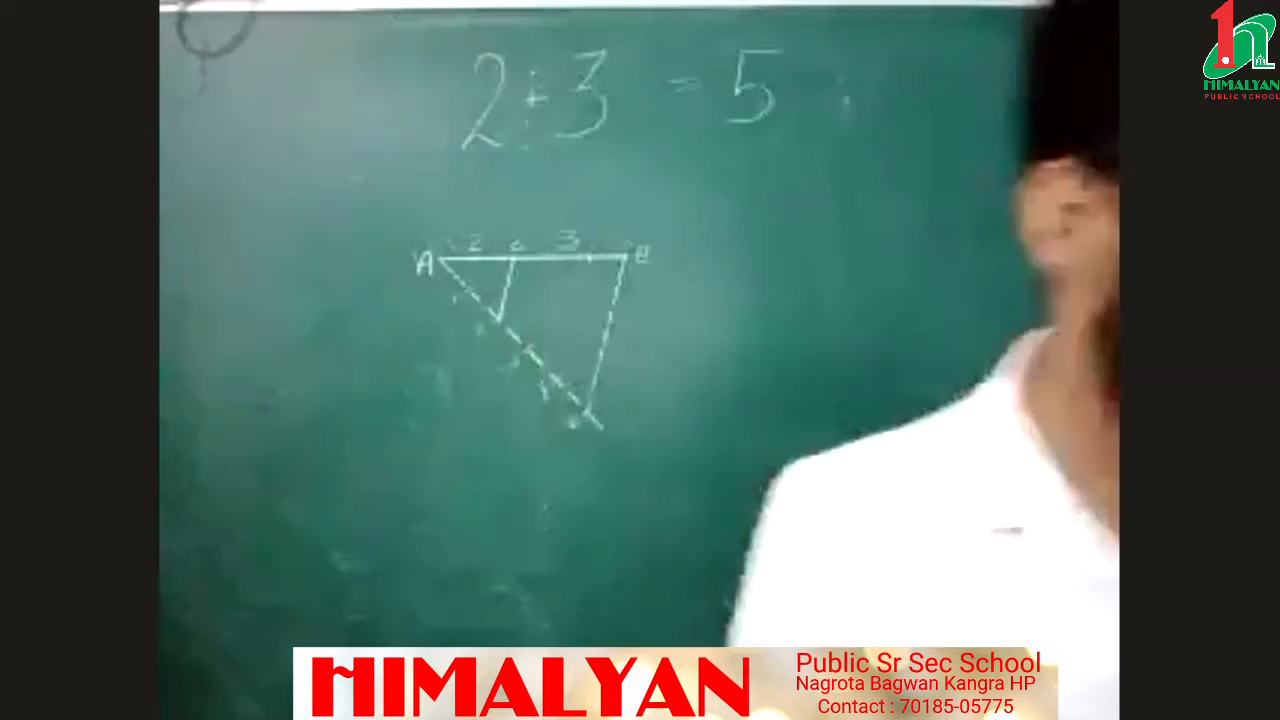 2+3 = 5
2 c 3
A B
HIMALYAN
PUBLIC SCHOOL
HIMALYAN
Public Sr Sec School
Nagrota Bagwan Kangra HP
Contact : 70185-05775